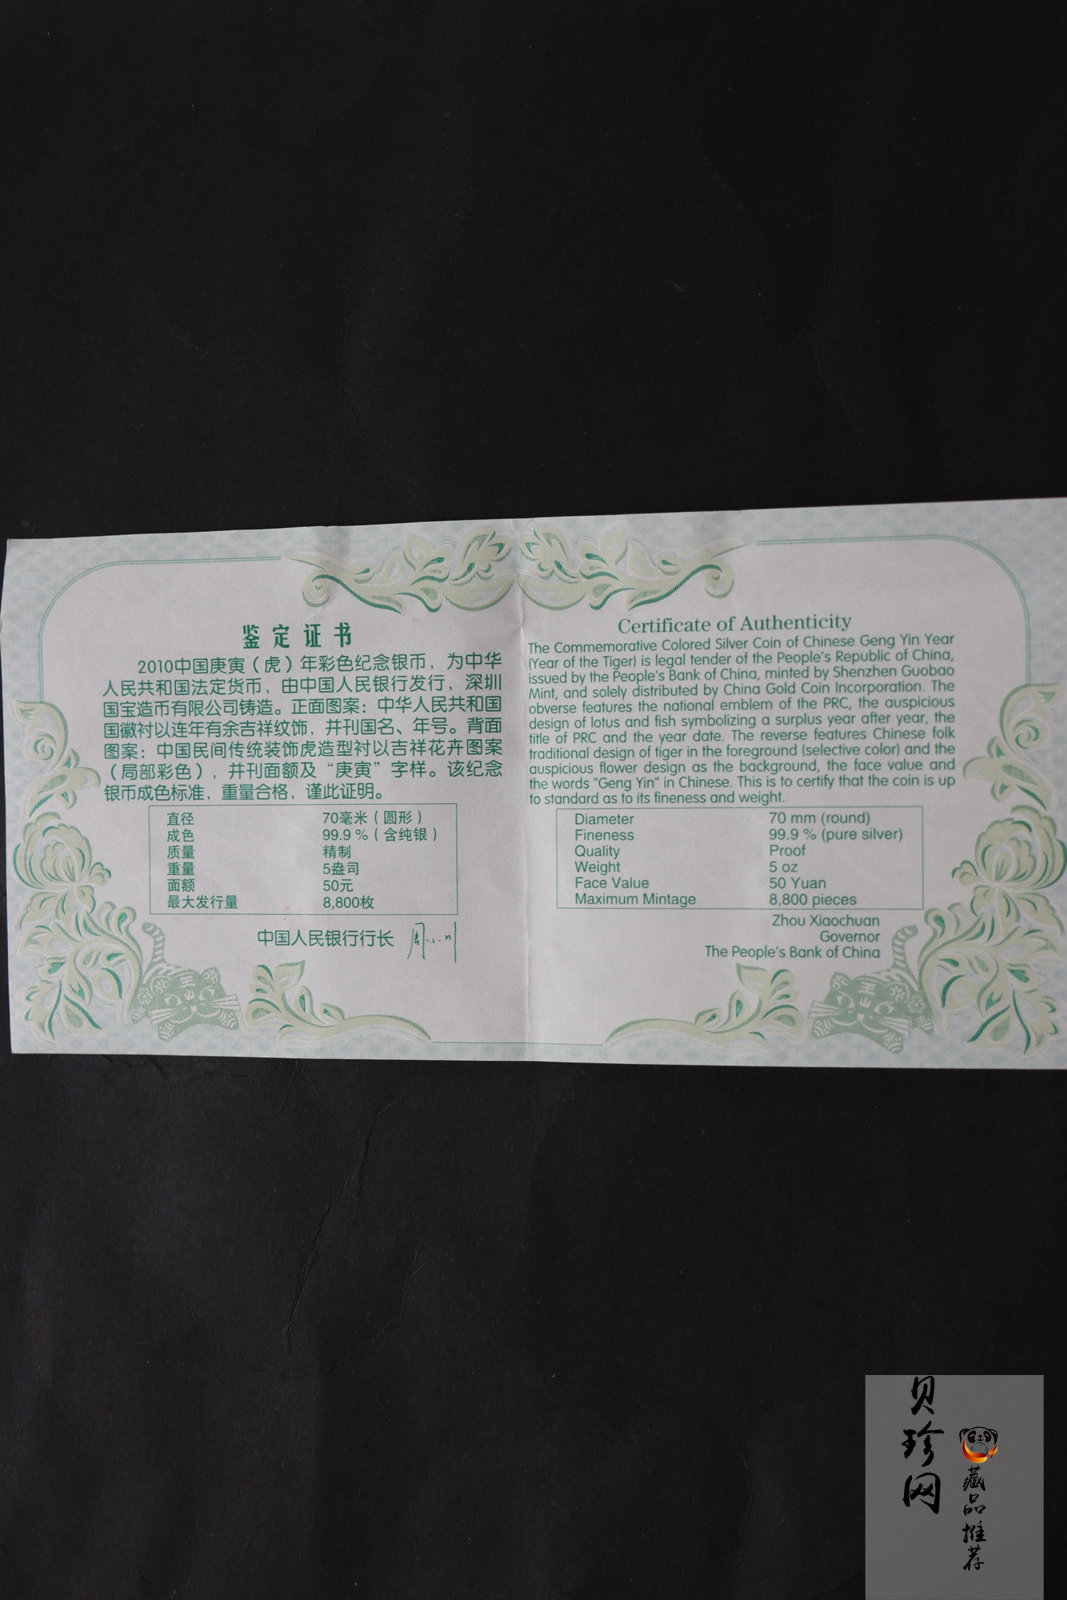 鉴定证书
2010中国庚寅（虎）年彩色纪念银币，为中华
人民共和国法定货币，由中国人民银行发行，深圳
国宝造币有限公司铸造。正面图案：中华人民共和国
国徽衬以连年有余吉祥纹饰，并刊国名、年号。背面
图案：中国民间传统装饰虎造型衬以吉祥花卉图案
（局部彩色），并刊面额及“庚寅”字样。该纪念
银币成色标准，重量合格，谨此证明。
直径 70毫米（圆形）
成色 99.9 %（含纯银）
质量 精制
重量 5盎司
面额 50元
最大发行量 8,800枚
中国人民银行行长 周小川
Certificate of Authenticity
The Commemorative Colored Silver Coin of Chinese Geng Yin Year
(Year of the Tiger) is legal tender of the People's Republic of China,
issued by the People's Bank of China, minted by Shenzhen Guobao
Mint, and solely distributed by China Gold Coin Incorporation. The
obverse features the national emblem of the PRC, the auspicious
design of lotus and fish symbolizing a surplus year after year, the
title of PRC and the year date. The reverse features Chinese folk
traditional design of tiger in the foreground (selective color) and the
auspicious flower design as the background, the face value and
the words "Geng Yin" in Chinese. This is to certify that the coin is up
to standard as to its fineness and weight.
Diameter 70 mm (round)
Fineness 99.9 % (pure silver)
Quality Proof
Weight 5 oz
Face Value 50 Yuan
Maximum Mintage 8,800 pieces
Zhou Xiaochuan
Governor
The People's Bank of China
王
王
贝珍网
藏品推荐